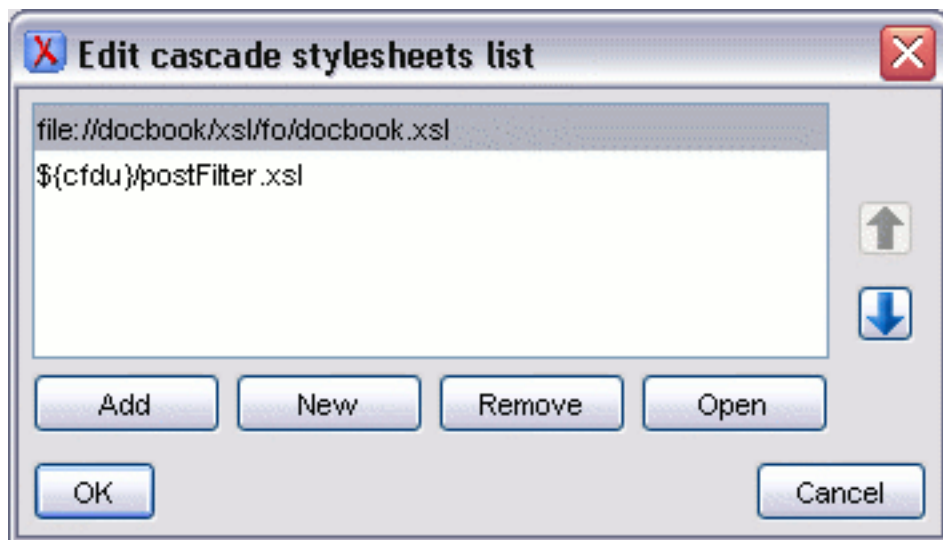 Edit cascade stylesheets list
file://docbook/xsl/fo/docbook.xsl
${cfdu}/postFilter.xsl
Add New Remove Open
OK Cancel